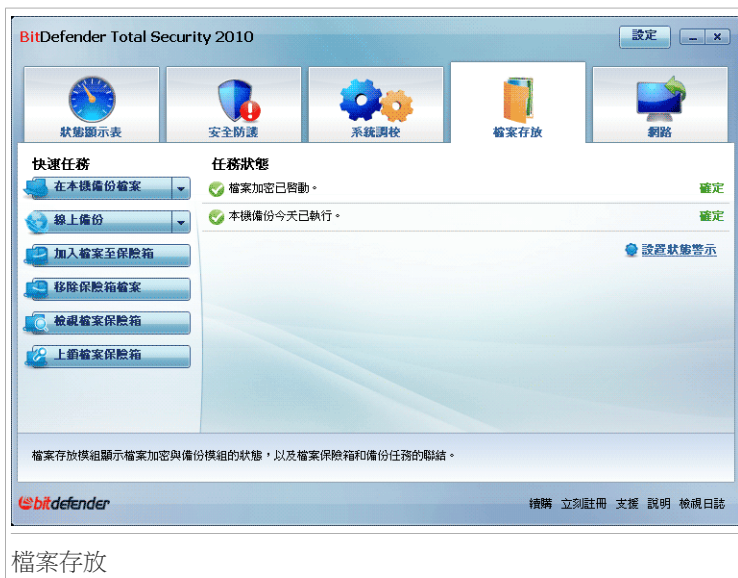 BitDefender Total Security 2010
設定
狀態顯示表
安全防護
系統調校
檔案存放
網路
快速任務
在本機備份檔案
線上備份
加入檔案至保險箱
移除保險箱檔案
檢視檔案保險箱
上鎖檔案保險箱
任務狀態
檔案加密已啓動。
確定
本機備份今天已執行。
確定
設置狀態警示
檔案存放模組顯示檔案加密與備份模組的狀態，以及檔案保險箱和備份任務的聯結。
bitdefender
續購 立刻註冊 支援 說明 檢視日誌
檔案存放